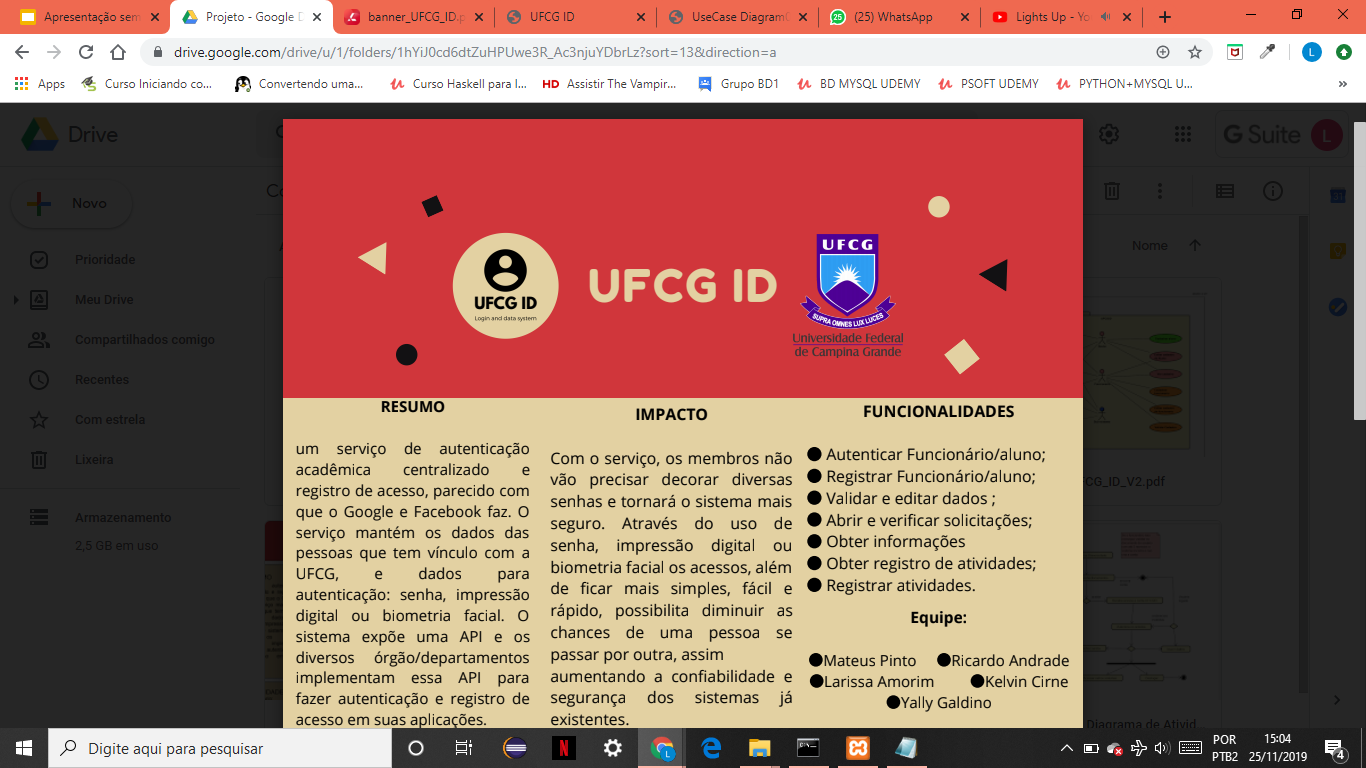 Apresentação sem
Projeto - Google D
banner_UFCG_ID.p
UFCG ID
UseCase Diagram
(25) WhatsApp
Lights Up - Yo
drive.google.com/drive/u/1/folders/1hYiJ0cd6dtZuHPUwe3R_Ac3njuYDbrLz?sort=13&direction=a
L
Apps
Curso Iniciando co...
Convertendo uma...
Curso Haskell para I...
HD Assistir The Vampir...
Grupo BD1
BD MYSQL UDEMY
PSOFT UDEMY
PYTHON+MYSQL U...
»
Drive
G Suite
L
Novo
Nome
Prioridade
Meu Drive
Compartilhados comigo
Recentes
Com estrela
Lixeira
Armazenamento
2,5 GB em uso
CG_ID_V2.pdf
Diagrama de Ativid...
UFCG ID
Login and data system
UFCG ID
UFCG
SUPRA OMNES LUX LUCES
Universidade Federal
de Campina Grande
RESUMO
um serviço de autenticação
acadêmica centralizado e
registro de acesso, parecido com
que o Google e Facebook faz. O
serviço mantém os dados das
pessoas que tem vínculo com a
UFCG, e dados para
autenticação: senha, impressão
digital ou biometria facial. O
sistema expõe uma API e os
diversos órgão/departamentos
implementam essa API para
fazer autenticação e registro de
acesso em suas aplicações.
IMPACTO
Com o serviço, os membros não
vão precisar decorar diversas
senhas e tornará o sistema mais
seguro. Através do uso de
senha, impressão digital ou
biometria facial os acessos, além
de ficar mais simples, fácil e
rápido, possibilita diminuir as
chances de uma pessoa se
passar por outra, assim
aumentando a confiabilidade e
segurança dos sistemas já
existentes.
FUNCIONALIDADES
● Autenticar Funcionário/aluno;
● Registrar Funcionário/aluno;
● Validar e editar dados ;
● Abrir e verificar solicitações;
● Obter informações
● Obter registro de atividades;
● Registrar atividades.
Equipe:
●Mateus Pinto ●Ricardo Andrade
●Larissa Amorim ●Kelvin Cirne
●Yally Galdino
Digite aqui para pesquisar
POR
PTB2
15:04
25/11/2019
4